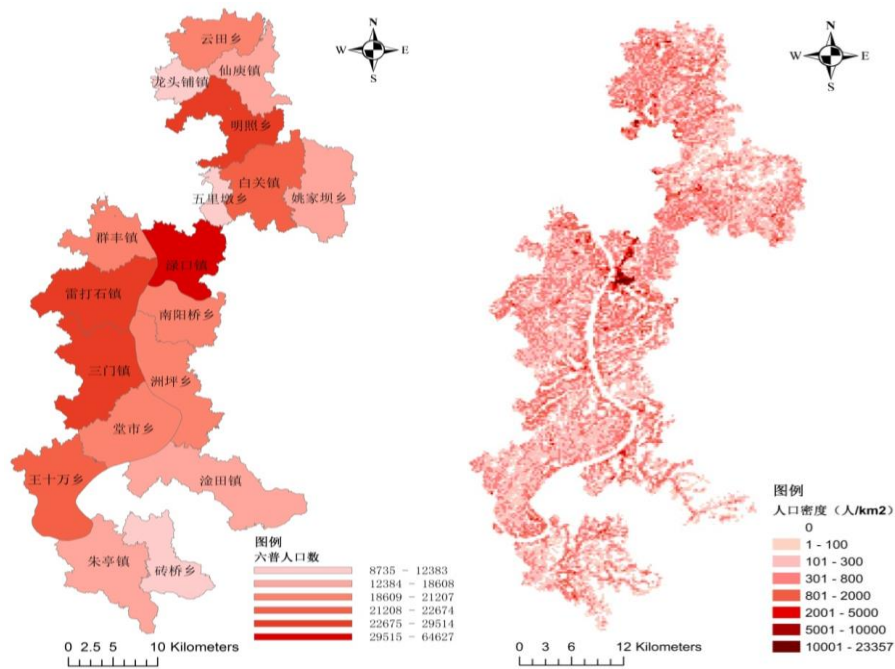 N
W E
S
云田乡
仙庾镇
龙头铺镇
明照乡
白关镇
五里墩乡
姚家坝乡
群丰镇
渌口镇
雷打石镇
南阳桥乡
三门镇
洲坪乡
堂市乡
王十万乡
淦田镇
朱亭镇
砖桥乡
图例
六普人口数
8735 - 12383
12384 - 18608
18609 - 21207
21208 - 22674
22675 - 29514
29515 - 64627
0 2.5 5 10 Kilometers
N
W E
S
图例
人口密度（人/km2）
0
1 - 100
101 - 300
301 - 800
801 - 2000
2001 - 5000
5001 - 10000
10001 - 23357
0 3 6 12 Kilometers